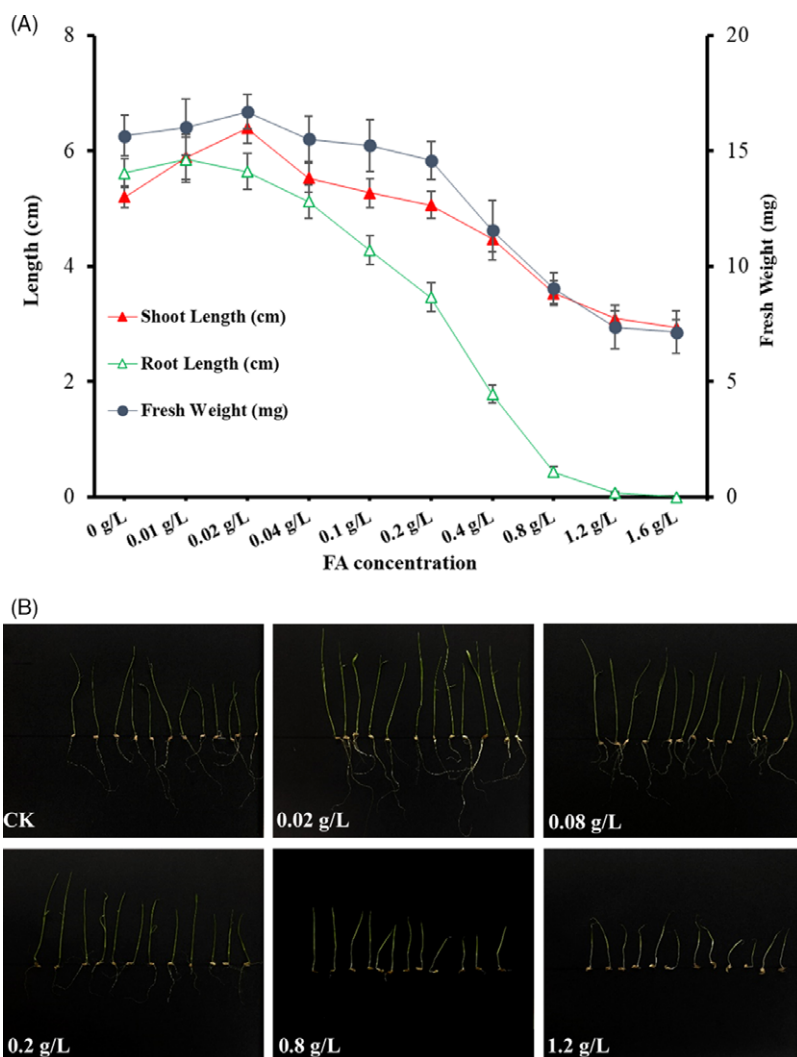 (A)
8
6
4
2
0
Length (cm)
20
15
10
5
0
Fresh Weight (mg)
Shoot Length (cm)
Root Length (cm)
Fresh Weight (mg)
0 g/L
0.01 g/L
0.02 g/L
0.04 g/L
0.1 g/L
0.2 g/L
0.4 g/L
0.8 g/L
1.2 g/L
1.6 g/L
FA concentration
(B)
CK
0.02 g/L
0.08 g/L
0.2 g/L
0.8 g/L
1.2 g/L